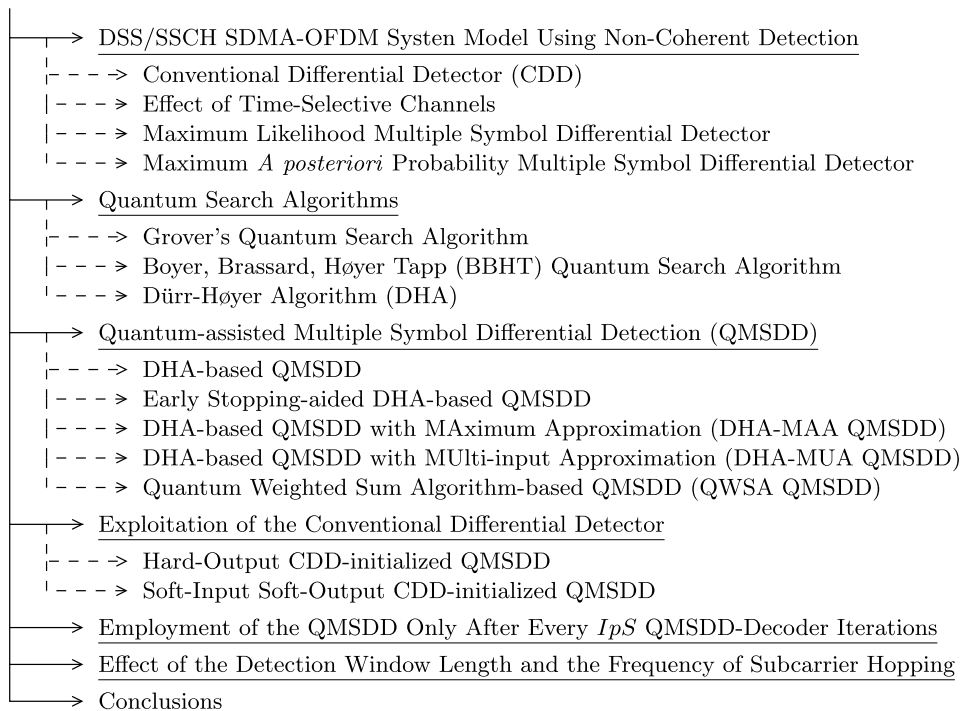 DSS/SSCH SDMA-OFDM Systen Model Using Non-Coherent Detection
Conventional Differential Detector (CDD)
Effect of Time-Selective Channels
Maximum Likelihood Multiple Symbol Differential Detector
Maximum A posteriori Probability Multiple Symbol Differential Detector
Quantum Search Algorithms
Grover's Quantum Search Algorithm
Boyer, Brassard, Høyer Tapp (BBHT) Quantum Search Algorithm
Dürr-Høyer Algorithm (DHA)
Quantum-assisted Multiple Symbol Differential Detection (QMSDD)
DHA-based QMSDD
Early Stopping-aided DHA-based QMSDD
DHA-based QMSDD with MAximum Approximation (DHA-MAA QMSDD)
DHA-based QMSDD with MUlti-input Approximation (DHA-MUA QMSDD)
Quantum Weighted Sum Algorithm-based QMSDD (QWSA QMSDD)
Exploitation of the Conventional Differential Detector
Hard-Output CDD-initialized QMSDD
Soft-Input Soft-Output CDD-initialized QMSDD
Employment of the QMSDD Only After Every IpS QMSDD-Decoder Iterations
Effect of the Detection Window Length and the Frequency of Subcarrier Hopping
Conclusions